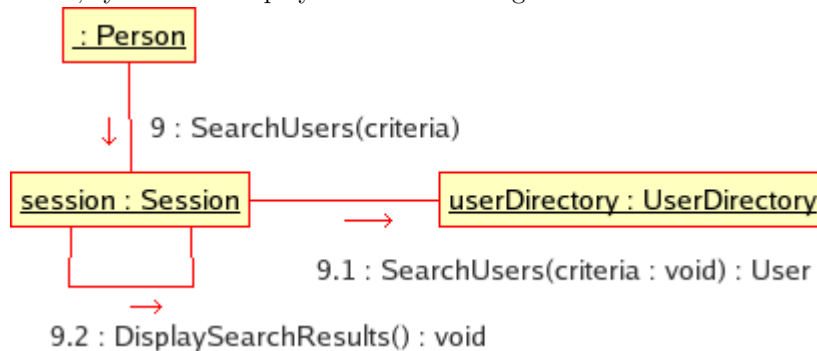 : Person
9 : SearchUsers(criteria)
session : Session
userDirectory : UserDirectory
9.1 : SearchUsers(criteria : void) : User
9.2 : DisplaySearchResults() : void